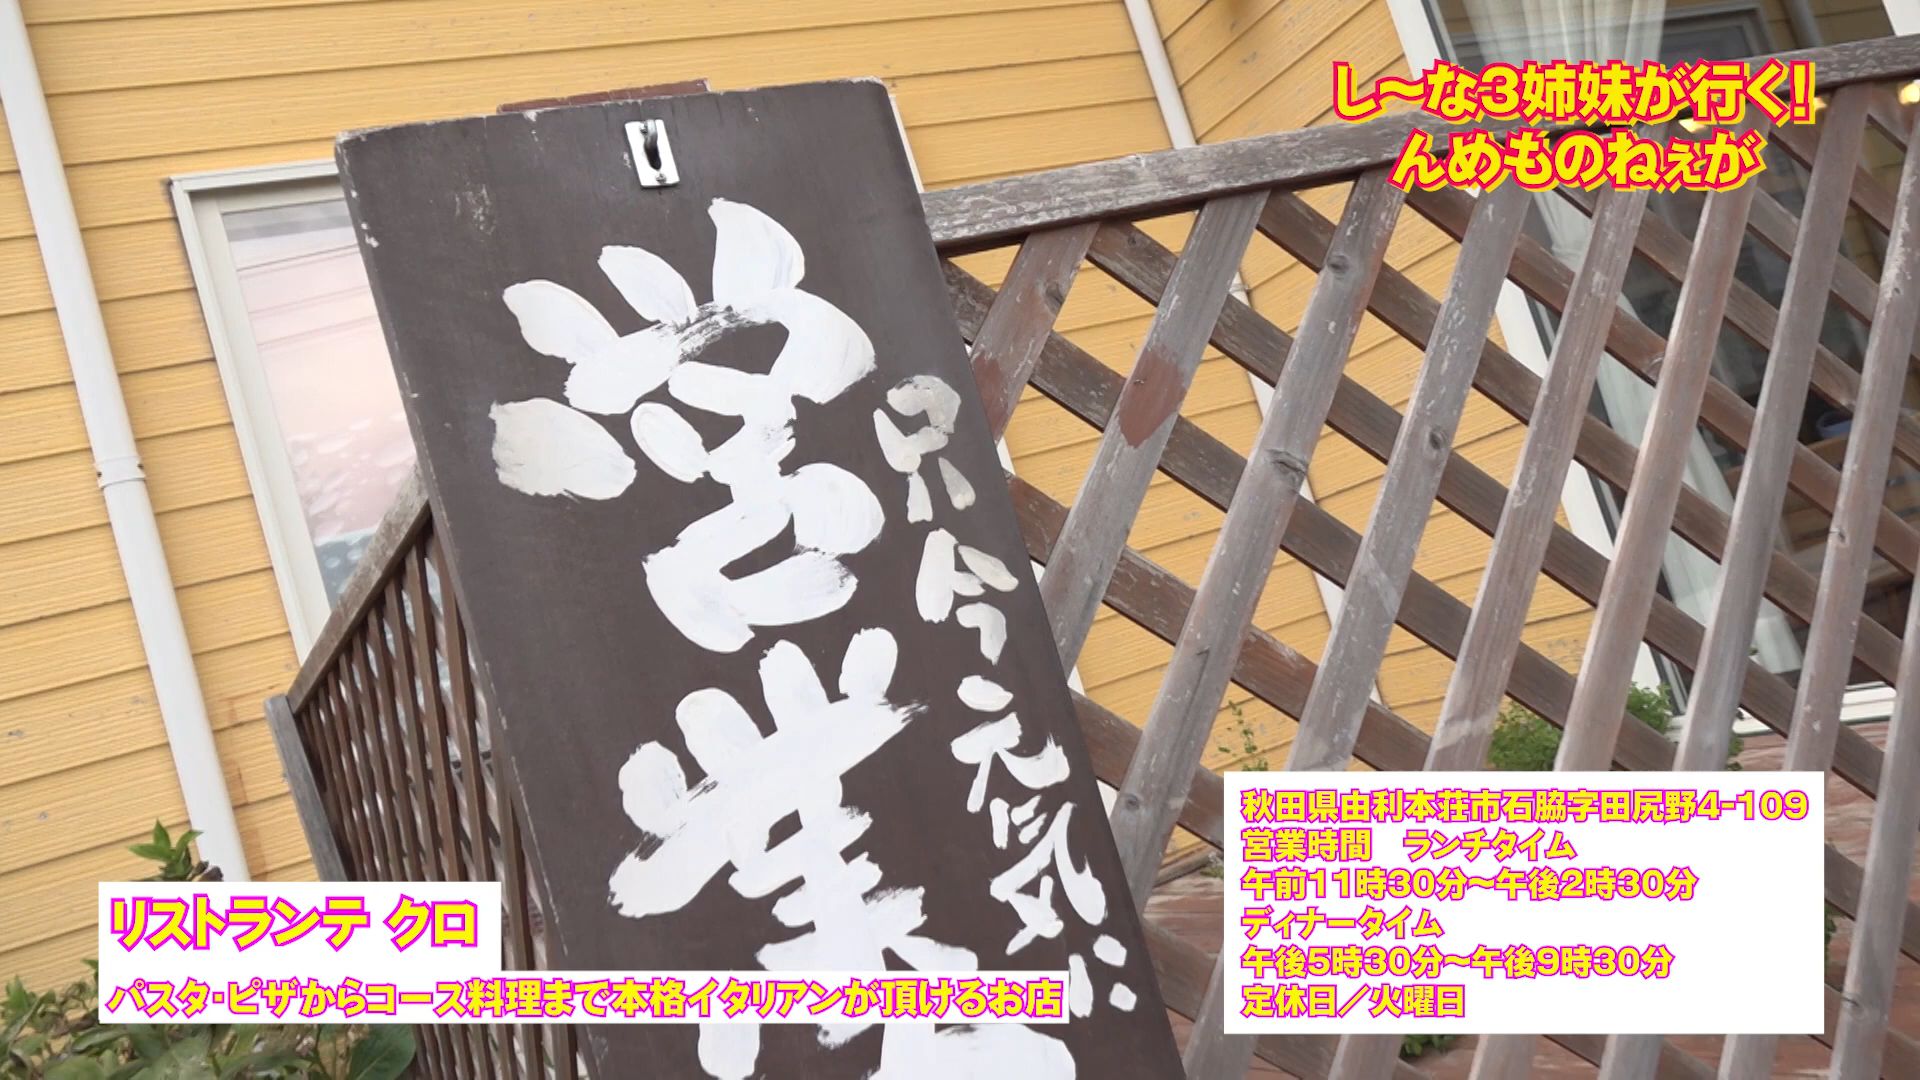 し～な3姉妹が行く!
んめものねぇが
営業
只今元気に
リストランテ クロ
パスタ・ピザからコース料理まで本格イタリアンが頂けるお店
秋田県由利本荘市石脇字田尻野4-109
営業時間　ランチタイム
午前11時30分～午後2時30分
ディナータイム
午後5時30分～午後9時30分
定休日／火曜日